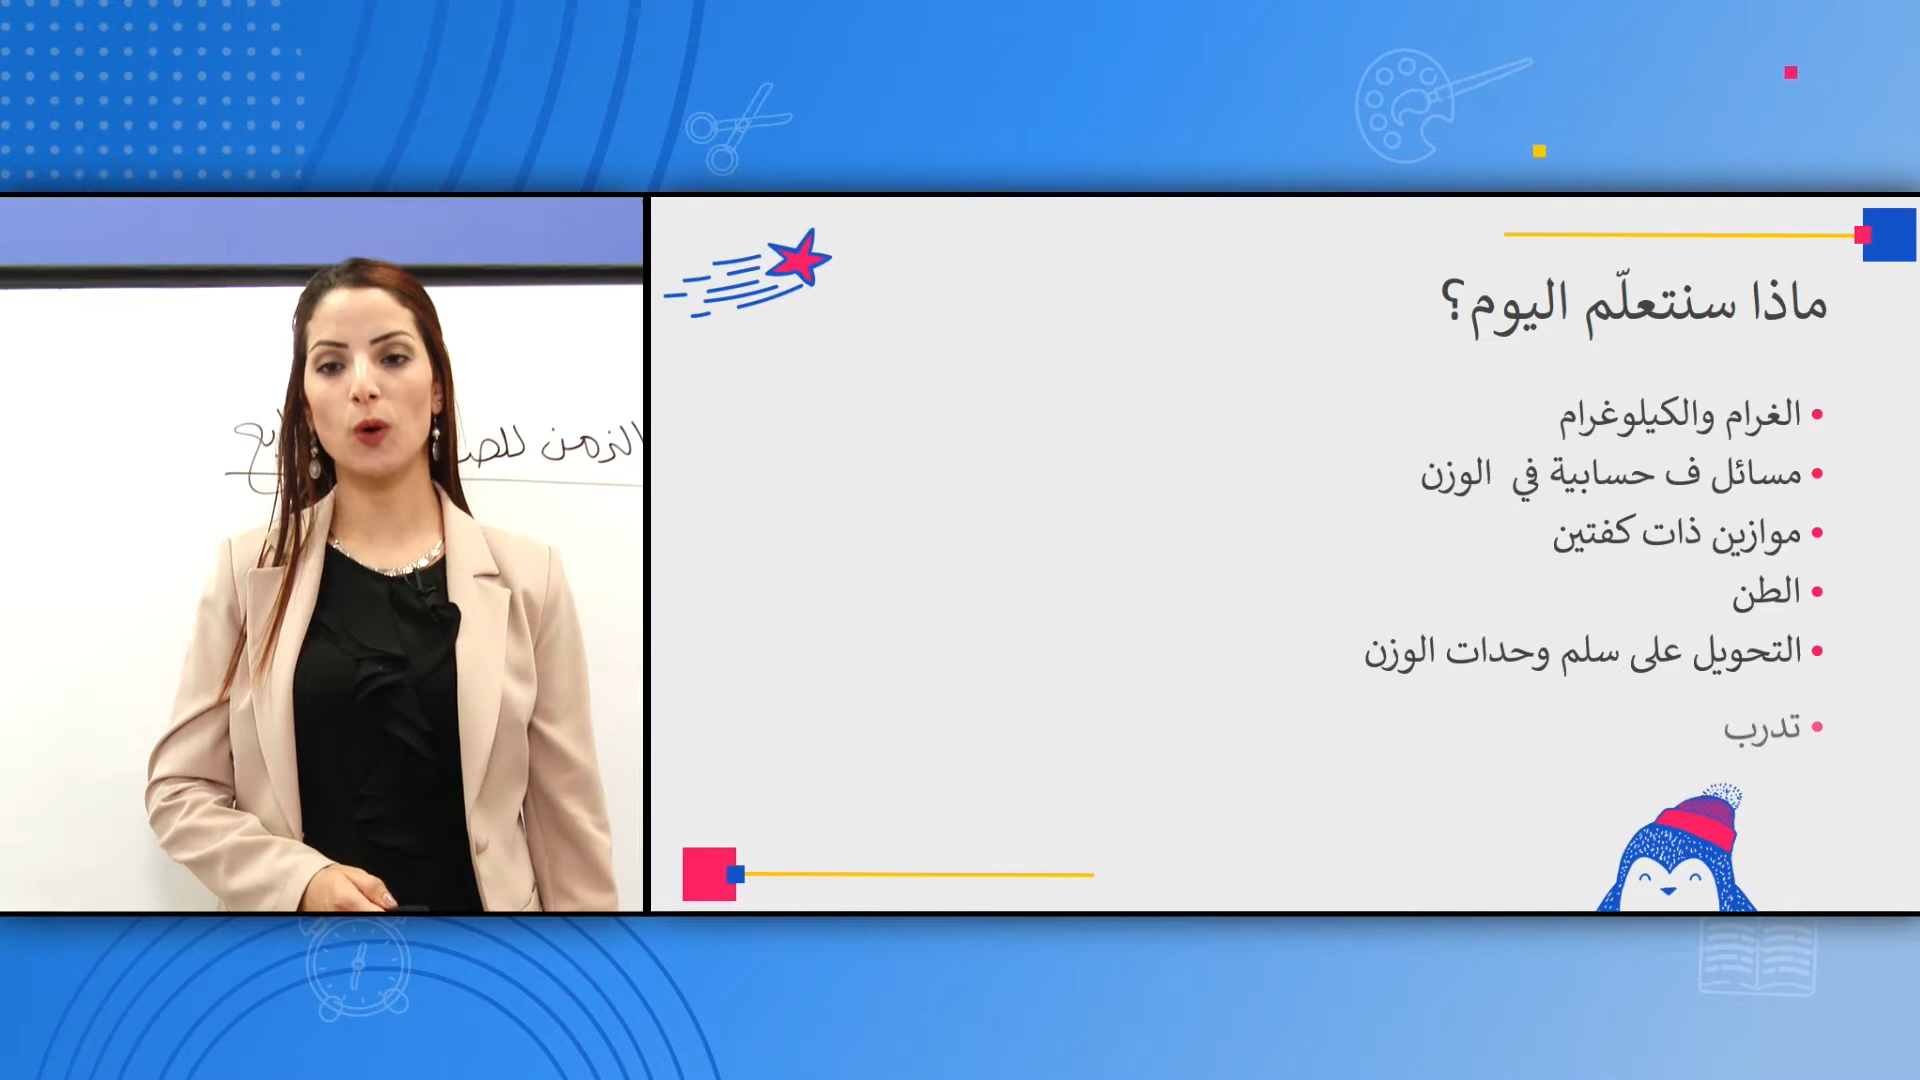 ماذا سنتعلّم اليوم؟
• الغرام والكيلوغرام
• مسائل ف حسابية في الوزن
• موازين ذات كفتين
• الطن
• التحويل على سلم وحدات الوزن
• تدرب
الزمن للص